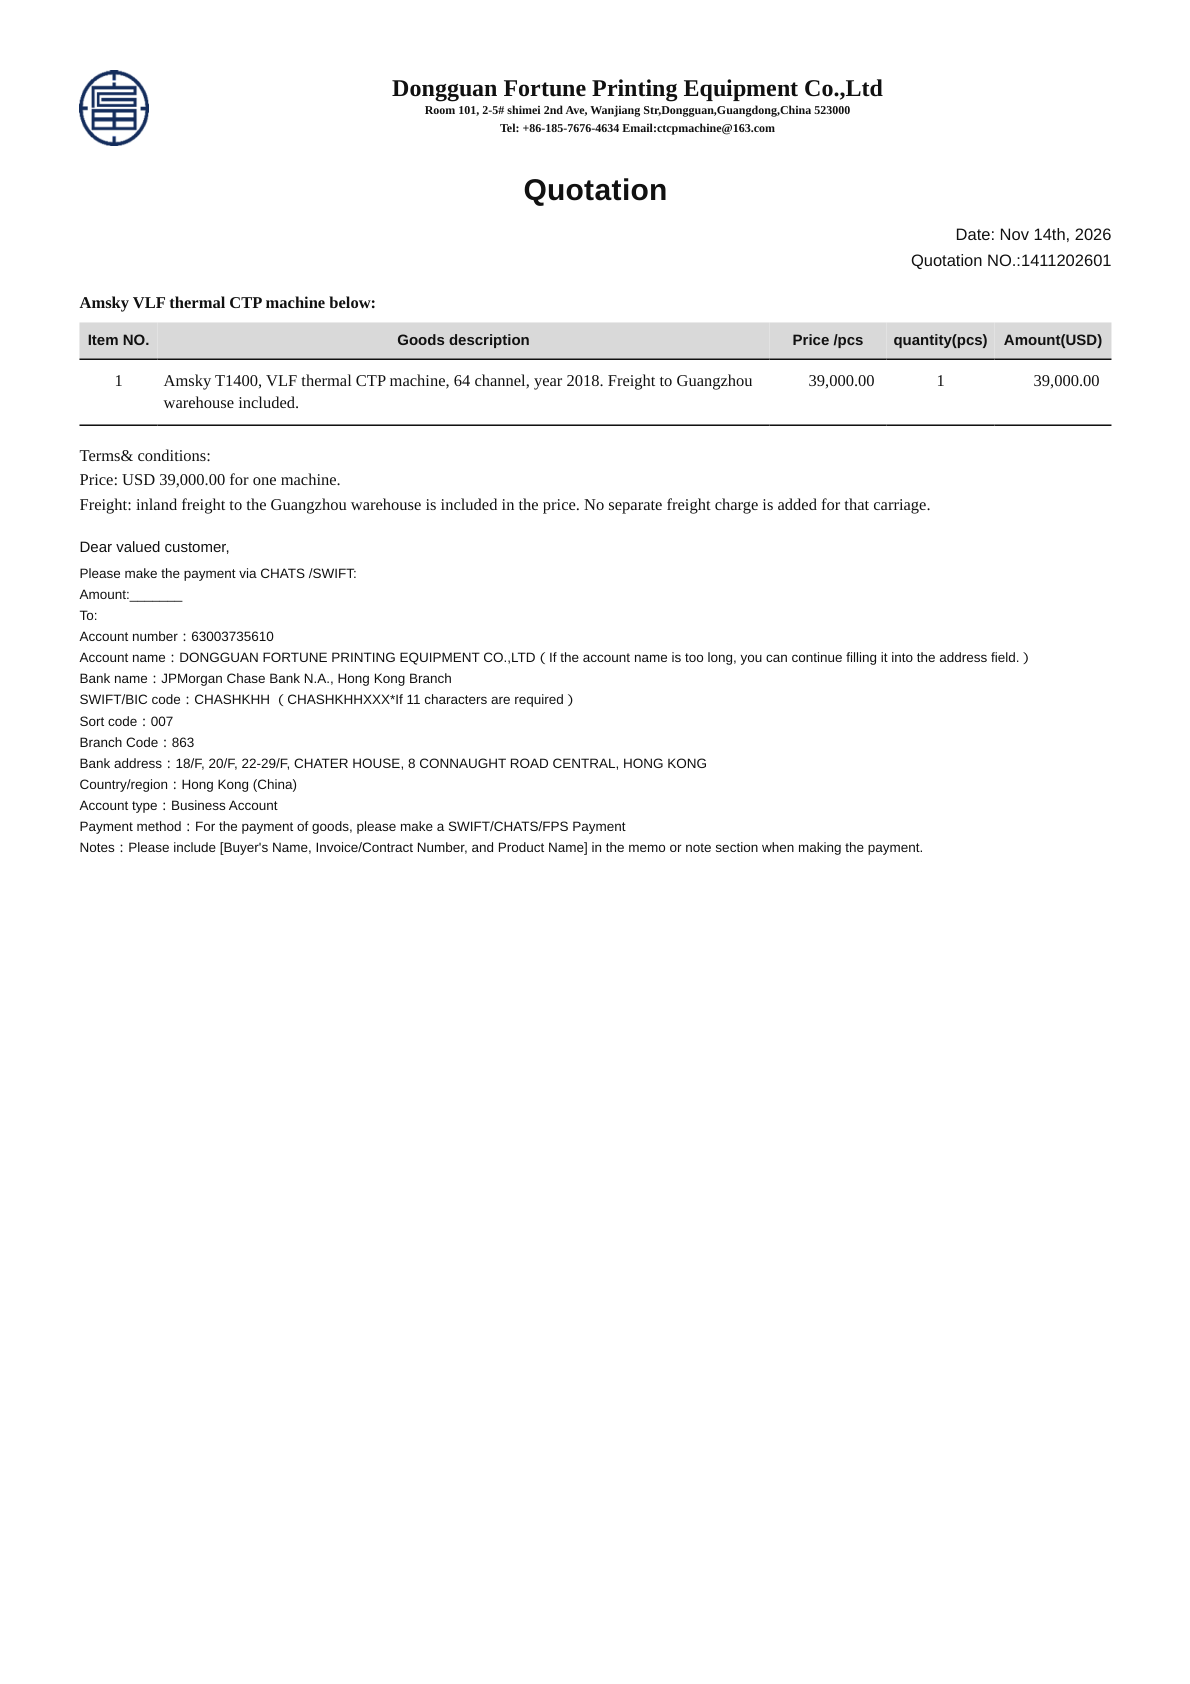 Dongguan Fortune Printing Equipment Co.,Ltd
Room 101, 2-5# shimei 2nd Ave, Wanjiang Str,Dongguan,Guangdong,China 523000
Tel: +86-185-7676-4634 Email:ctcpmachine@163.com
Quotation
Date: Nov 14th, 2026
Quotation NO.:1411202601
Amsky VLF thermal CTP machine below:
Item NO. Goods description Price /pcs quantity(pcs) Amount(USD)
1 Amsky T1400, VLF thermal CTP machine, 64 channel, year 2018. Freight to Guangzhou 39,000.00 1 39,000.00
warehouse included.
Terms& conditions:
Price: USD 39,000.00 for one machine.
Freight: inland freight to the Guangzhou warehouse is included in the price. No separate freight charge is added for that carriage.
Dear valued customer,
Please make the payment via CHATS /SWIFT:
Amount:_______
To:
Account number：63003735610
Account name：DONGGUAN FORTUNE PRINTING EQUIPMENT CO.,LTD（If the account name is too long, you can continue filling it into the address field.）
Bank name：JPMorgan Chase Bank N.A., Hong Kong Branch
SWIFT/BIC code：CHASHKHH （CHASHKHHXXX*If 11 characters are required）
Sort code：007
Branch Code：863
Bank address：18/F, 20/F, 22-29/F, CHATER HOUSE, 8 CONNAUGHT ROAD CENTRAL, HONG KONG
Country/region：Hong Kong (China)
Account type：Business Account
Payment method：For the payment of goods, please make a SWIFT/CHATS/FPS Payment
Notes：Please include [Buyer's Name, Invoice/Contract Number, and Product Name] in the memo or note section when making the payment.